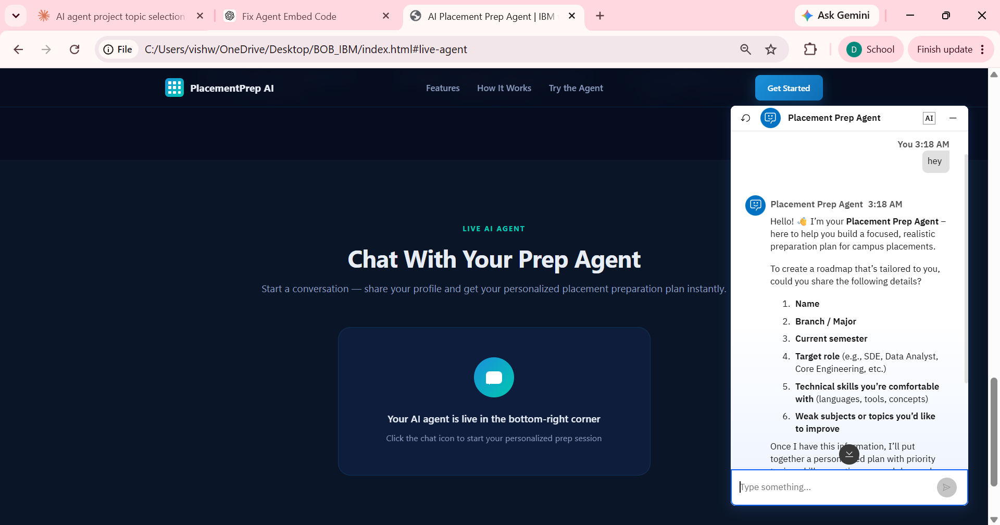 AI agent project topic selection
Fix Agent Embed Code
AI Placement Prep Agent | IBM
Ask Gemini
File
C:/Users/vishw/OneDrive/Desktop/BOB_IBM/index.html#live-agent
D
School
Finish update
PlacementPrep AI
Features
How It Works
Try the Agent
Get Started
LIVE AI AGENT
Chat With Your Prep Agent
Start a conversation — share your profile and get your personalized placement preparation plan instantly.
Your AI agent is live in the bottom-right corner
Click the chat icon to start your personalized prep session
Placement Prep Agent
AI
You 3:18 AM
hey
Placement Prep Agent 3:18 AM
Hello! 👋 I’m your Placement Prep Agent –
here to help you build a focused, realistic
preparation plan for campus placements.
To create a roadmap that’s tailored to you,
could you share the following details?
1. Name
2. Branch / Major
3. Current semester
4. Target role (e.g., SDE, Data Analyst,
Core Engineering, etc.)
5. Technical skills you’re comfortable
with (languages, tools, concepts)
6. Weak subjects or topics you’d like
to improve
Once I have this information, I’ll put
together a personalized plan with priority
Type something...